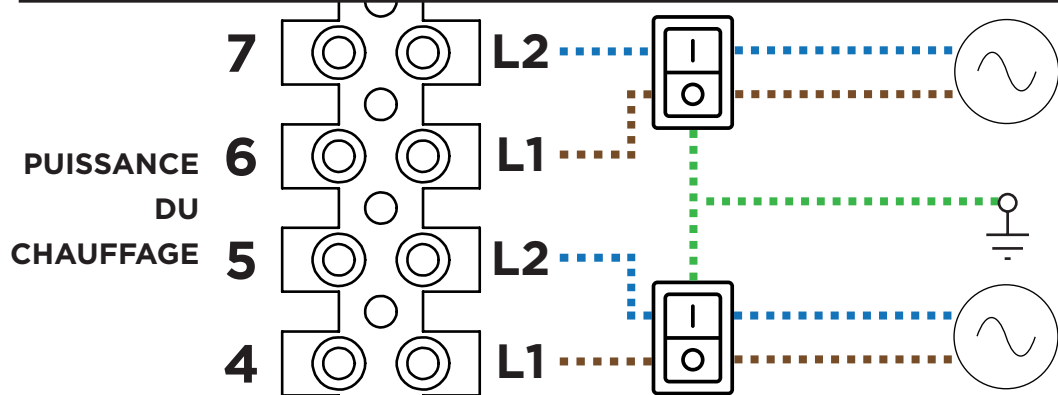 7 L2
6 L1
PUISSANCE
DU
CHAUFFAGE
5 L2
4 L1